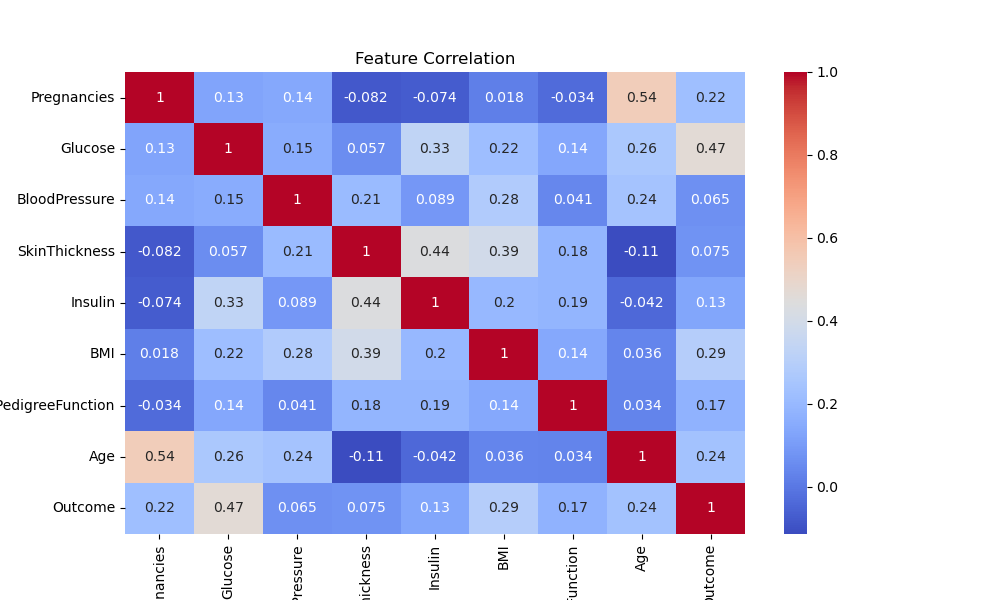 Feature Correlation
Pregnancies 1 0.13 0.14 -0.082 -0.074 0.018 -0.034 0.54 0.22
Glucose 0.13 1 0.15 0.057 0.33 0.22 0.14 0.26 0.47
BloodPressure 0.14 0.15 1 0.21 0.089 0.28 0.041 0.24 0.065
SkinThickness -0.082 0.057 0.21 1 0.44 0.39 0.18 -0.11 0.075
Insulin -0.074 0.33 0.089 0.44 1 0.2 0.19 -0.042 0.13
BMI 0.018 0.22 0.28 0.39 0.2 1 0.14 0.036 0.29
PedigreeFunction -0.034 0.14 0.041 0.18 0.19 0.14 1 0.034 0.17
Age 0.54 0.26 0.24 -0.11 -0.042 0.036 0.034 1 0.24
Outcome 0.22 0.47 0.065 0.075 0.13 0.29 0.17 0.24 1
nancies Glucose Pressure hickness Insulin BMI Function Age Outcome
1.0
0.8
0.6
0.4
0.2
0.0